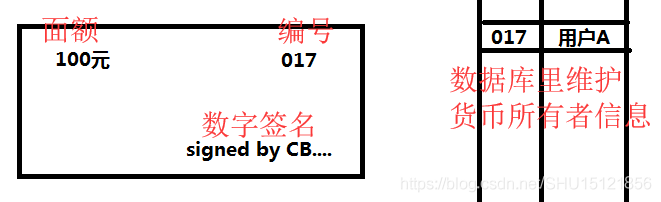 面额 编号
100元 017
数字签名
signed by CB....
017 用户A
数据库里维护
货币所有者信息
https://blog.csdn.net/SHU15121856